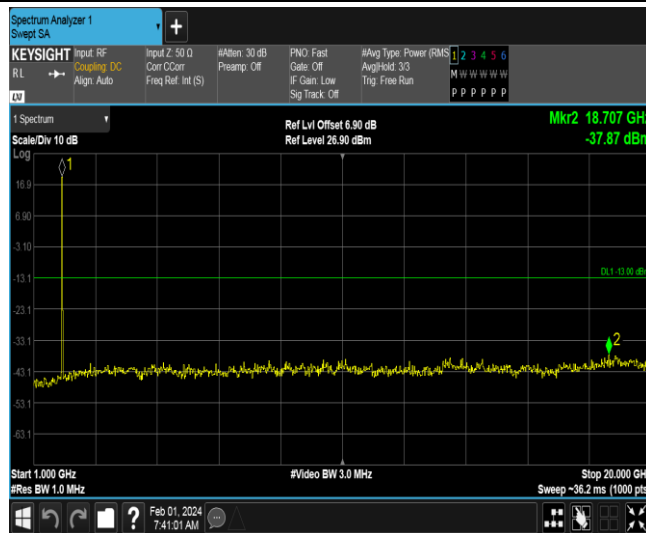 Spectrum Analyzer 1
Swept SA
+
KEYSIGHT Input: RF Input Z: 50 Ω #Atten: 30 dB PNO: Fast #Avg Type: Power (RMS 1 2 3 4 5 6
RL Coupling: DC Corr CCorr Preamp: Off Gate: Off Avg|Hold: 3/3 M W W W W W
Align: Auto Freq Ref: Int (S) IF Gain: Low Trig: Free Run
Sig Track: Off P P P P P P
LXI
1 Spectrum Ref Lvl Offset 6.90 dB Mkr2 18.707 GHz
Scale/Div 10 dB Ref Level 26.90 dBm -37.87 dBm
Log
1
16.9
6.90
-3.10
-13.1 DL1 -13.00 dBm
-23.1
-33.1
2
-43.1
-53.1
-63.1
Start 1.000 GHz #Video BW 3.0 MHz Stop 20.000 GHz
#Res BW 1.0 MHz Sweep ~36.2 ms (1000 pts
? Feb 01, 2024
7:41:01 AM